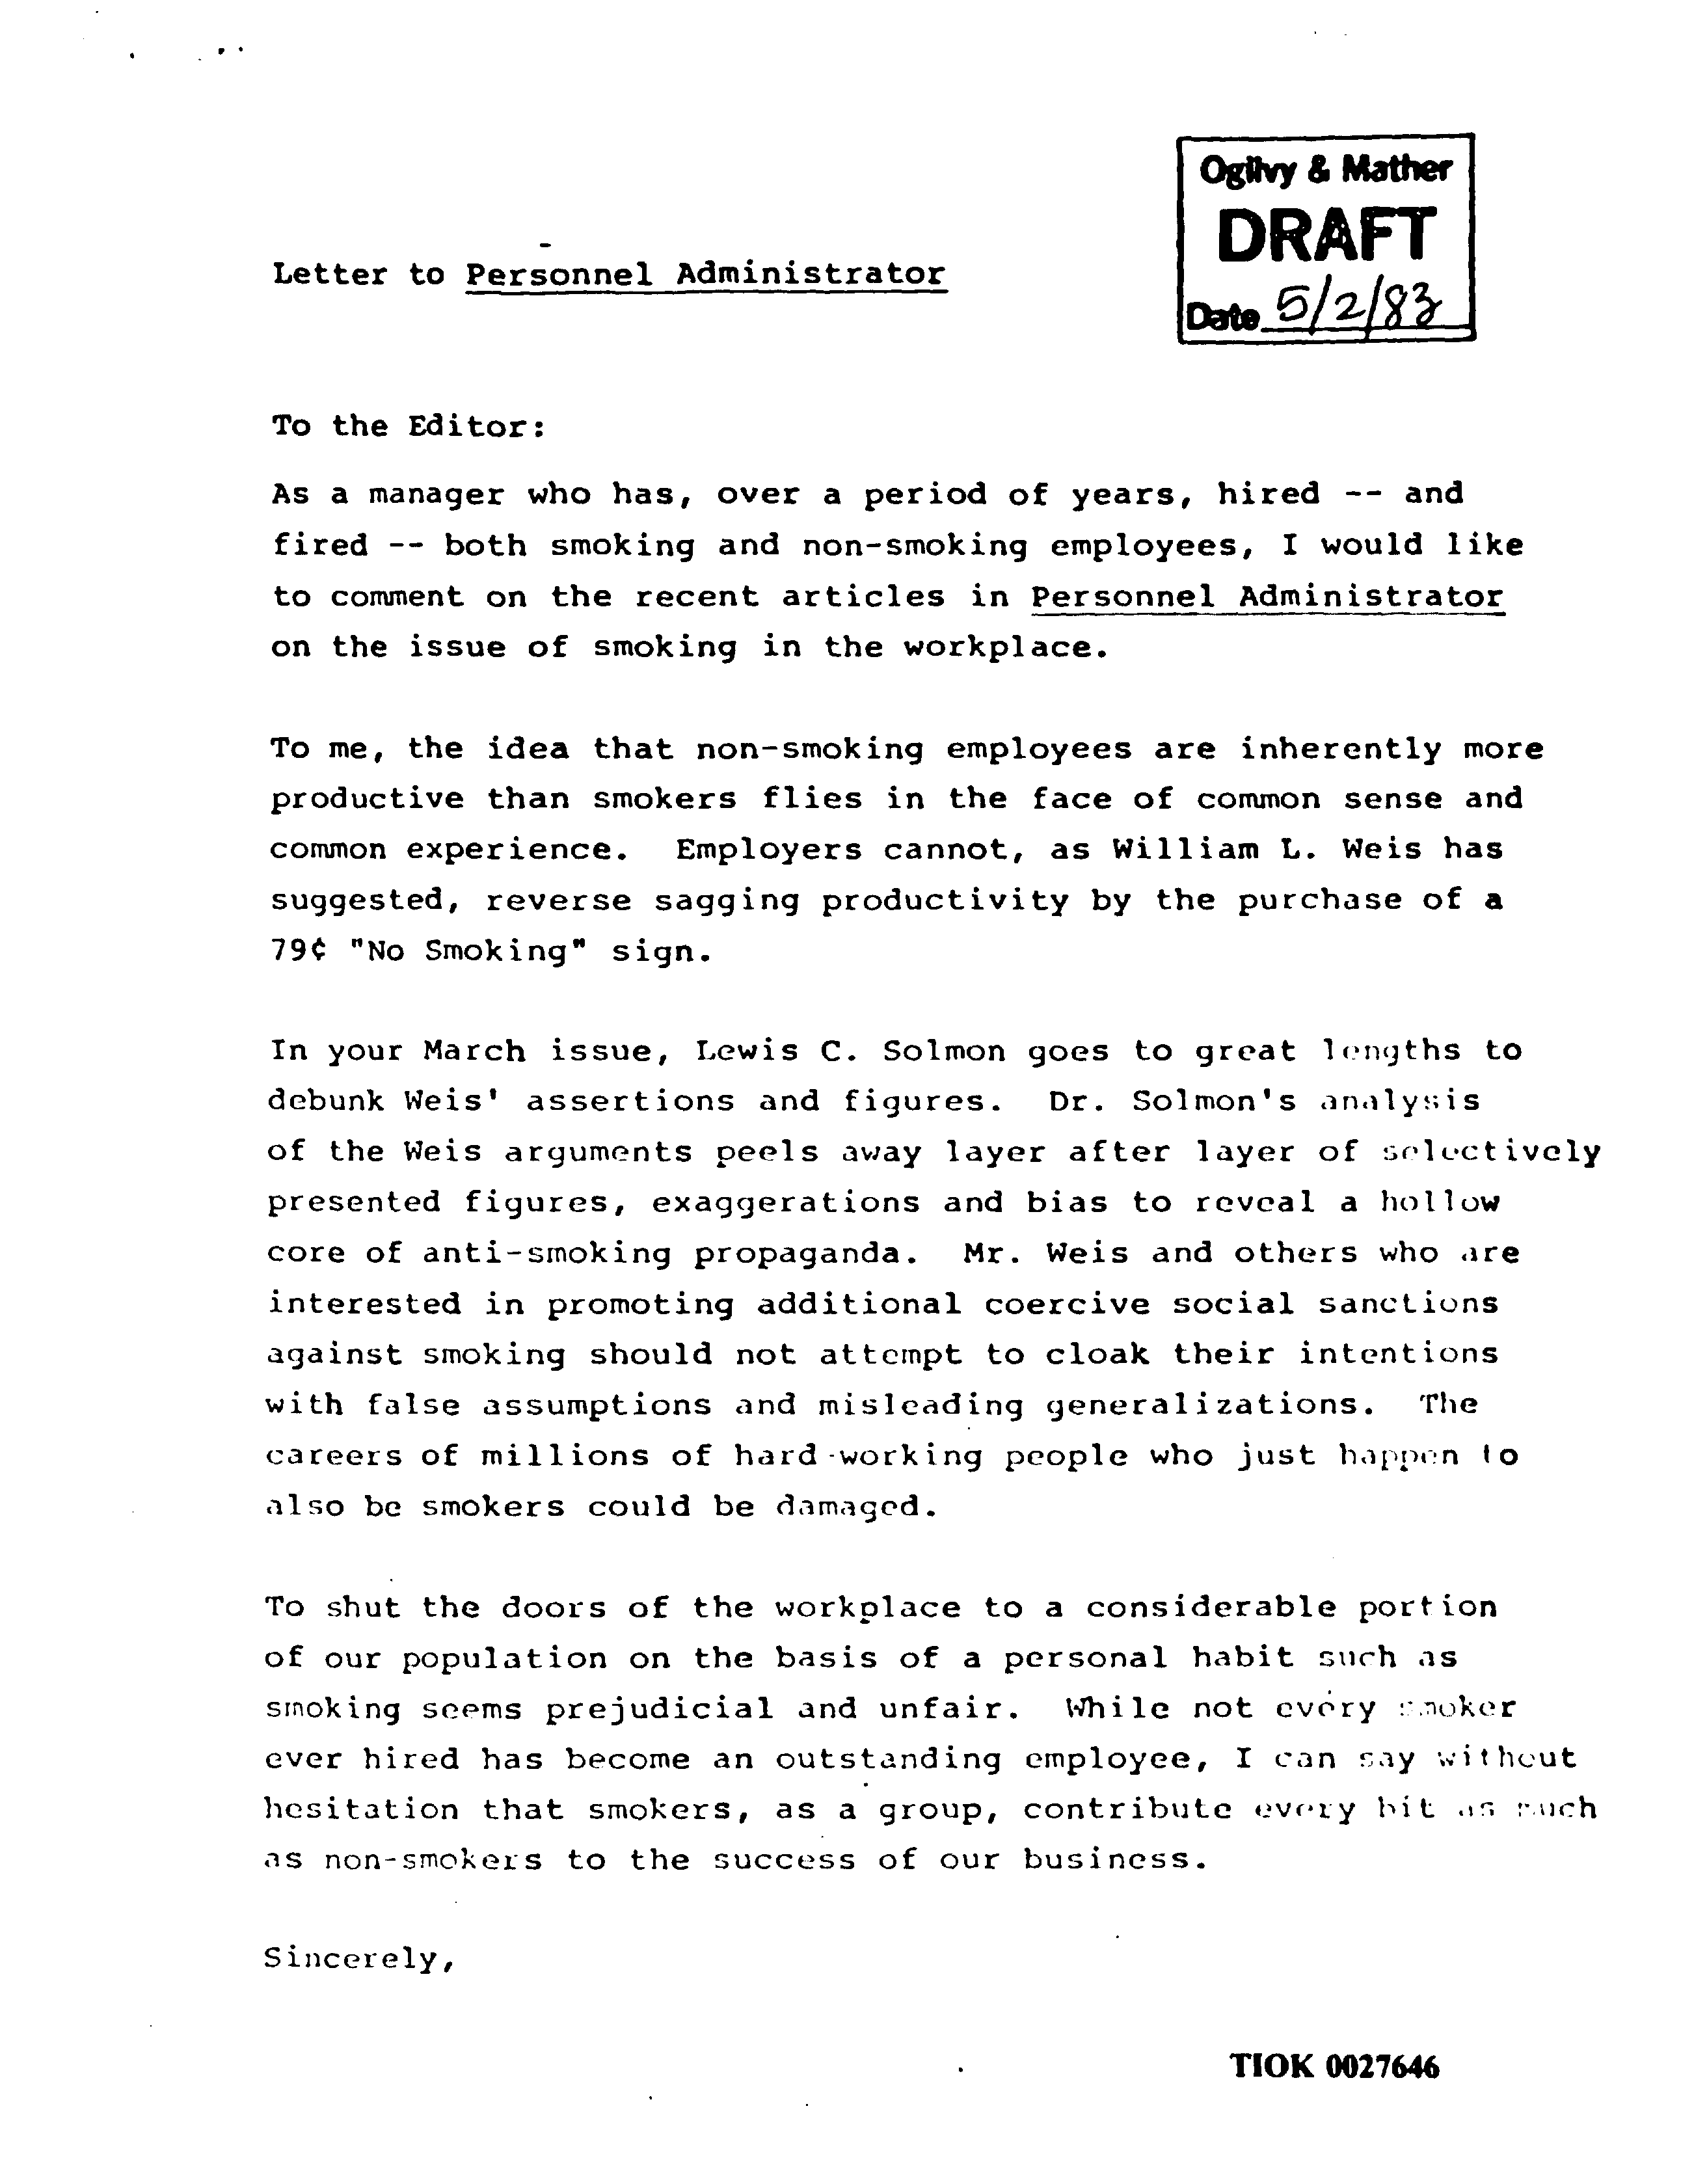 Ogilvy & Mather
DRAFT
Date 5/2/83
Letter to Personnel Administrator
To the Editor:
As a manager who has, over a period of years, hired -- and
fired -- both smoking and non-smoking employees, I would like
to comment on the recent articles in Personnel Administrator
on the issue of smoking in the workplace.
To me, the idea that non-smoking employees are inherently more
productive than smokers flies in the face of common sense and
common experience. Employers cannot, as William L. Weis has
suggested, reverse sagging productivity by the purchase of a
79¢ "No Smoking" sign.
In your March issue, Lewis C. Solmon goes to great lengths to
debunk Weis' assertions and figures. Dr. Solmon's analysis
of the Weis arguments peels away layer after layer of selectively
presented figures, exaggerations and bias to reveal a hollow
core of anti-smoking propaganda. Mr. Weis and others who are
interested in promoting additional coercive social sanctions
against smoking should not attempt to cloak their intentions
with false assumptions and misleading generalizations. The
careers of millions of hard-working people who just happen to
also be smokers could be damaged.
To shut the doors of the workplace to a considerable portion
of our population on the basis of a personal habit such as
smoking seems prejudicial and unfair. While not every smoker
ever hired has become an outstanding employee, I can say without
hesitation that smokers, as a group, contribute every bit as much
as non-smokers to the success of our business.
Sincerely,
TIOK 0027646